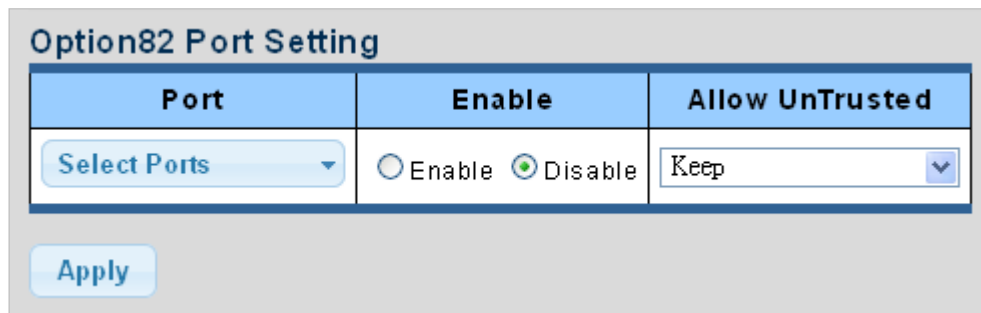 Option82 Port Setting
Port Enable Allow UnTrusted
Select Ports Enable Disable Keep
Apply